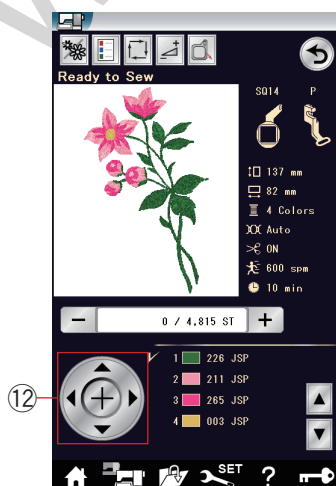 Ready to Sew
SQ14 P
137 mm
82 mm
4 Colors
Auto
ON
600 spm
10 min
− 0 / 4,815 ST +
1 226 JSP
2 211 JSP
3 265 JSP
4 003 JSP
⑫
SET
?